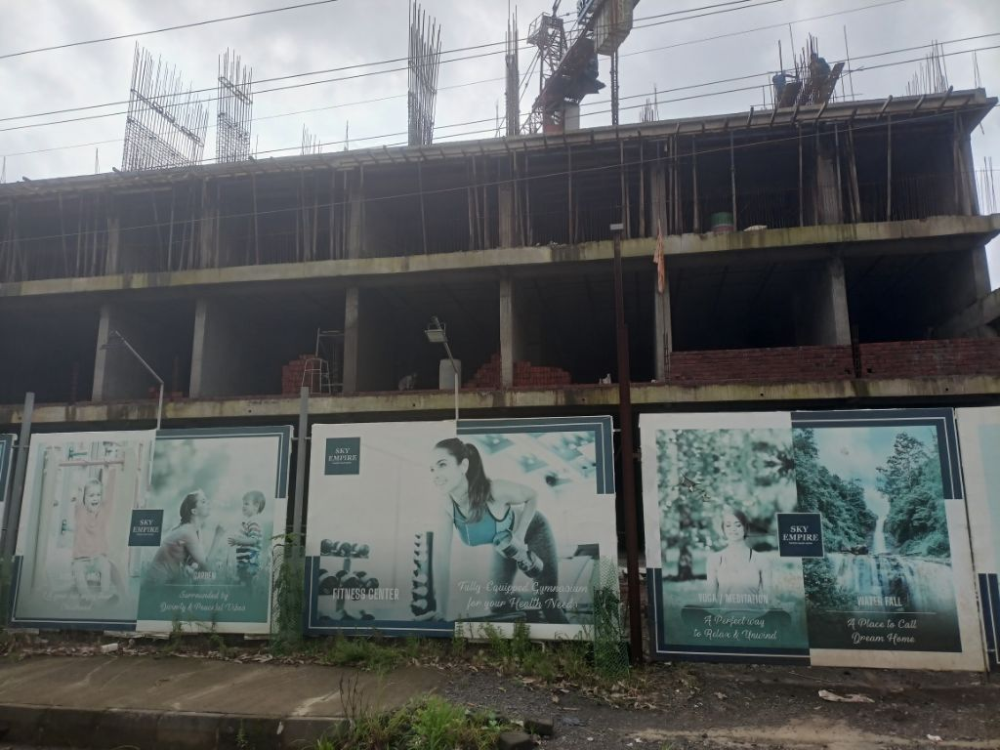 SKY
EMPIRE
GARDEN
Surrounded by
Divinity & Peaceful Vibes
SKY
EMPIRE
FITNESS CENTER
Fully Equipped Gymnasium
for your Health Needs
SKY
EMPIRE
YOGA / MEDITATION
A Perfect way
to Relax & Unwind
WATER FALL
A Place to Call
Dream Home